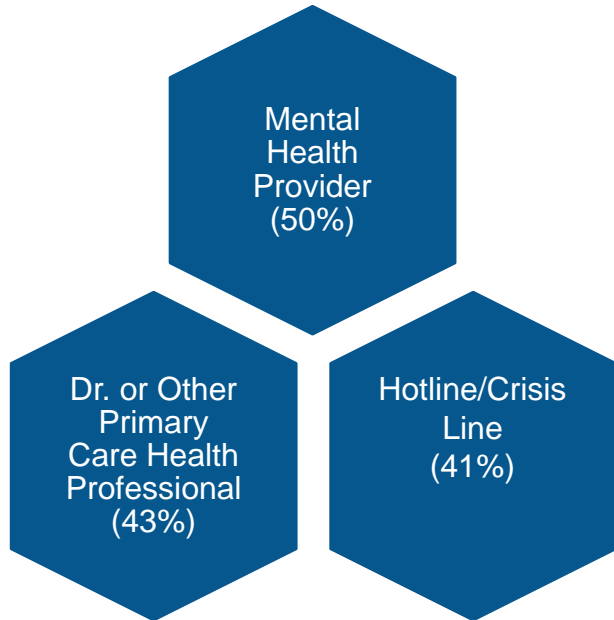 Mental
Health
Provider
(50%)
Dr. or Other
Primary
Care Health
Professional
(43%)
Hotline/Crisis
Line
(41%)